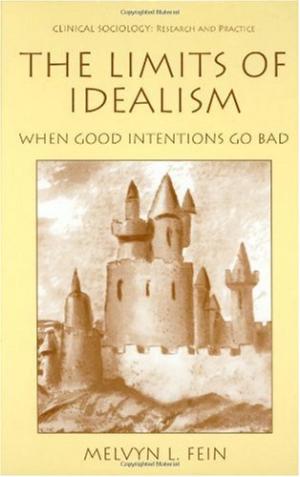 CLINICAL SOCIOLOGY: RESEARCH AND PRACTICE
THE LIMITS OF
IDEALISM
WHEN GOOD INTENTIONS GO BAD
MELVYN L. FEIN